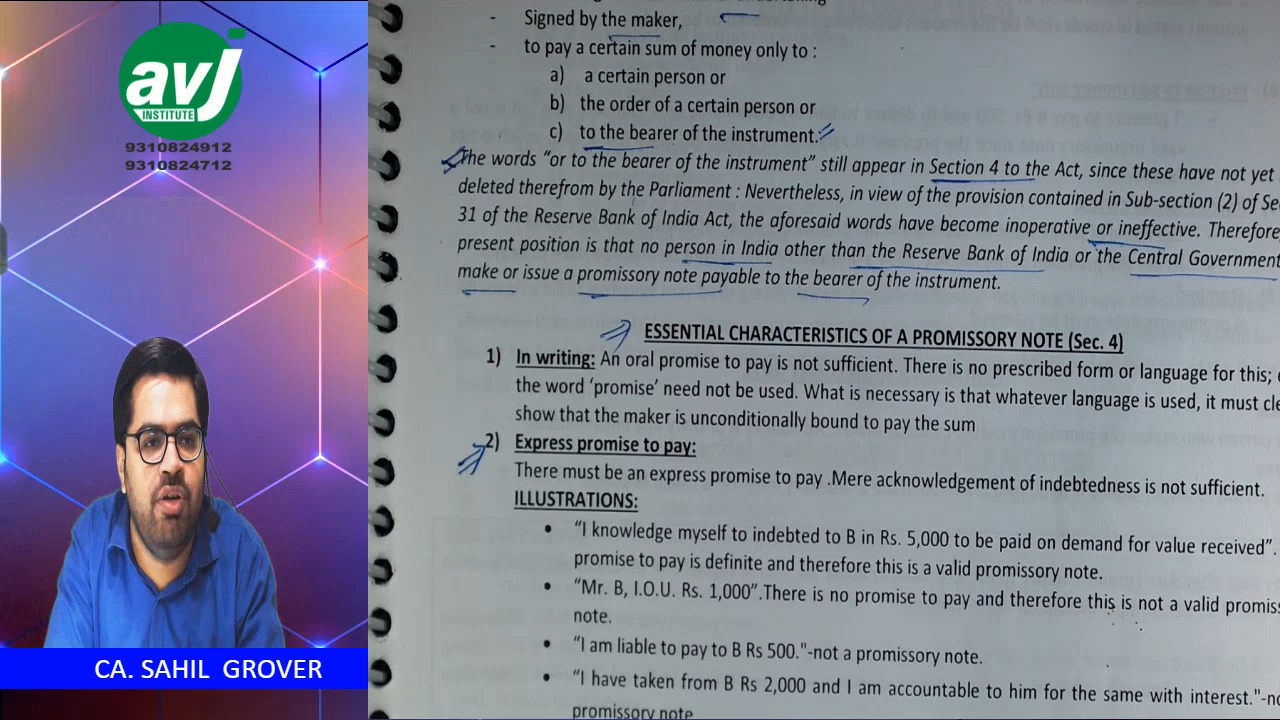 avj
INSTITUTE
9310824912
9310824712
CA. SAHIL GROVER
- Signed by the maker,
- to pay a certain sum of money only to :
a) a certain person or
b) the order of a certain person or
c) to the bearer of the instrument.
The words “or to the bearer of the instrument” still appear in Section 4 to the Act, since these have not yet
deleted therefrom by the Parliament : Nevertheless, in view of the provision contained in Sub-section (2) of
31 of the Reserve Bank of India Act, the aforesaid words have become inoperative or ineffective. Therefore
present position is that no person in India other than the Reserve Bank of India or the Central Government
make or issue a promissory note payable to the bearer of the instrument.
ESSENTIAL CHARACTERISTICS OF A PROMISSORY NOTE (Sec. 4)
1) In writing: An oral promise to pay is not sufficient. There is no prescribed form or language for this;
the word ‘promise’ need not be used. What is necessary is that whatever language is used, it must
show that the maker is unconditionally bound to pay the sum
2) Express promise to pay:
There must be an express promise to pay .Mere acknowledgement of indebtedness is not sufficient.
ILLUSTRATIONS:
• “I knowledge myself to indebted to B in Rs. 5,000 to be paid on demand for value received”.
promise to pay is definite and therefore this is a valid promissory note.
• “Mr. B, I.O.U. Rs. 1,000”.There is no promise to pay and therefore this is not a valid
note.
• “I am liable to pay to B Rs 500."-not a promissory note.
• “I have taken from B Rs 2,000 and I am accountable to him for the same with interest."-
promissory note